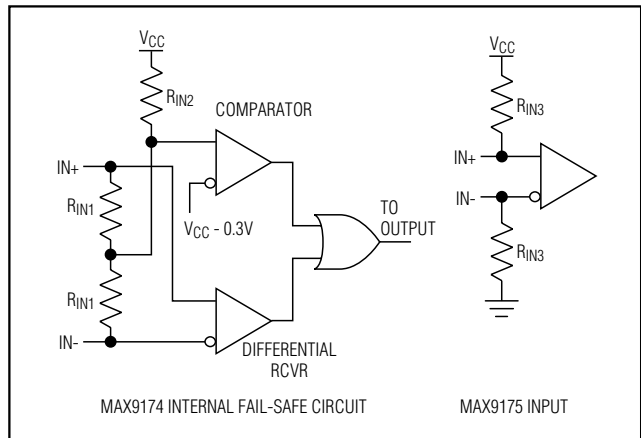 VCC
RIN2
COMPARATOR
IN+
RIN1
VCC - 0.3V
TO
OUTPUT
RIN1
IN-
DIFFERENTIAL
RCVR
MAX9174 INTERNAL FAIL-SAFE CIRCUIT
VCC
RIN3
IN+
IN-
RIN3
MAX9175 INPUT